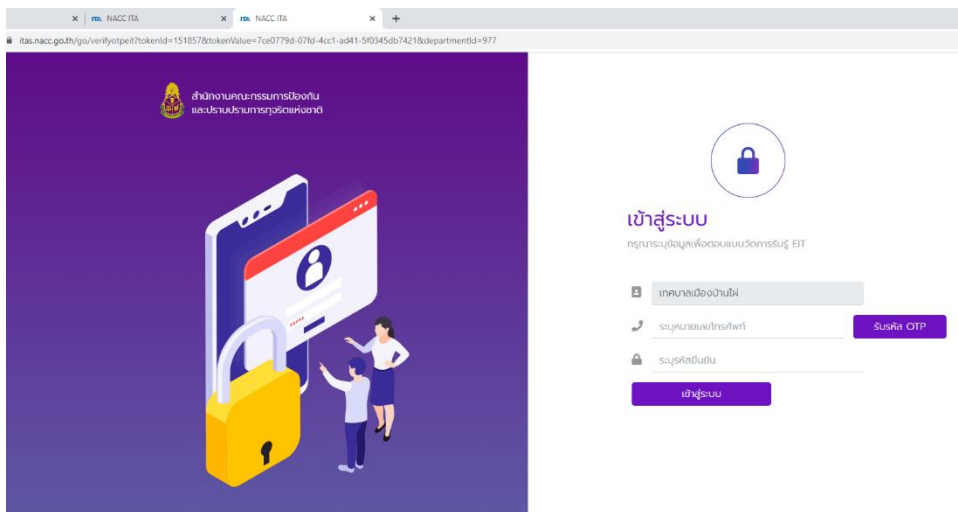 NACC ITA
NACC ITA
itas.nacc.go.th/go/verifyotpeit?tokenId=151857&tokenValue=7ce0779d-07fd-4cc1-ad41-5f0345db7421&departmentId=977
สำนักงานคณะกรรมการป้องกัน
และปราบปรามการทุจริตแห่งชาติ
เข้าสู่ระบบ
กรุณาระบุข้อมูลเพื่อตอบแบบวัดการรับรู้ EIT
เทศบาลเมืองบ้านไผ่
ระบุหมายเลขโทรศัพท์
รับรหัส OTP
ระบุรหัสยืนยัน
เข้าสู่ระบบ